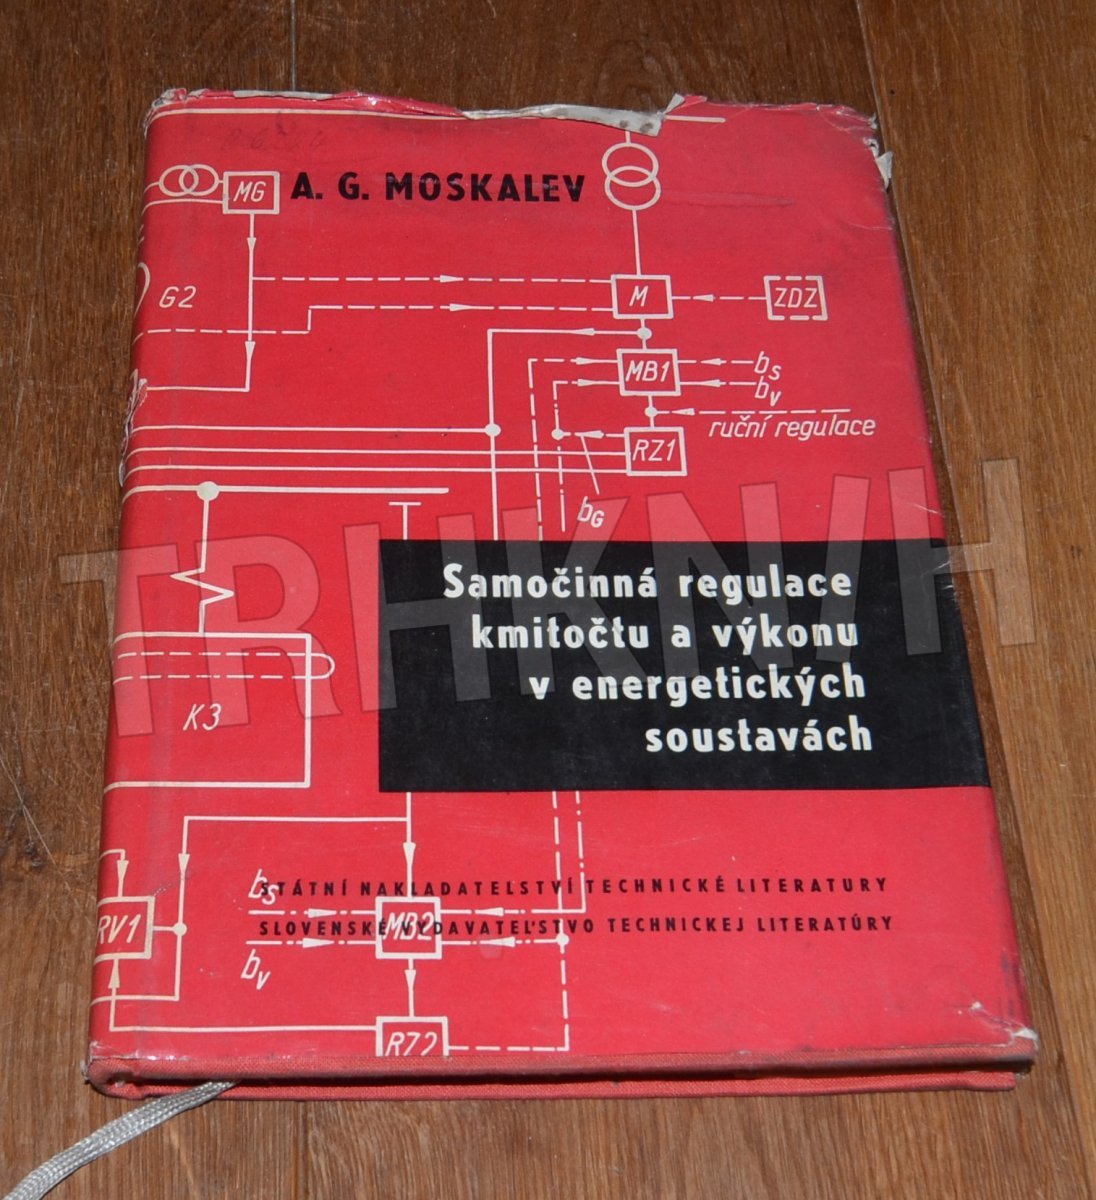 A. G. MOSKALEV
MG
G2
M
ZDZ
MB1
bs
bv
ruční regulace
RZ1
bG
TRHKNIH
Samočinná regulace
kmitočtu a výkonu
v energetických
soustavách
K3
STÁTNÍ NAKLADATELSTVÍ TECHNICKÉ LITERATURY
SLOVENSKÉ VYDAVATEĽSTVO TECHNICKEJ LITERATÚRY
bs
RV1
MB2
bv
RZ2